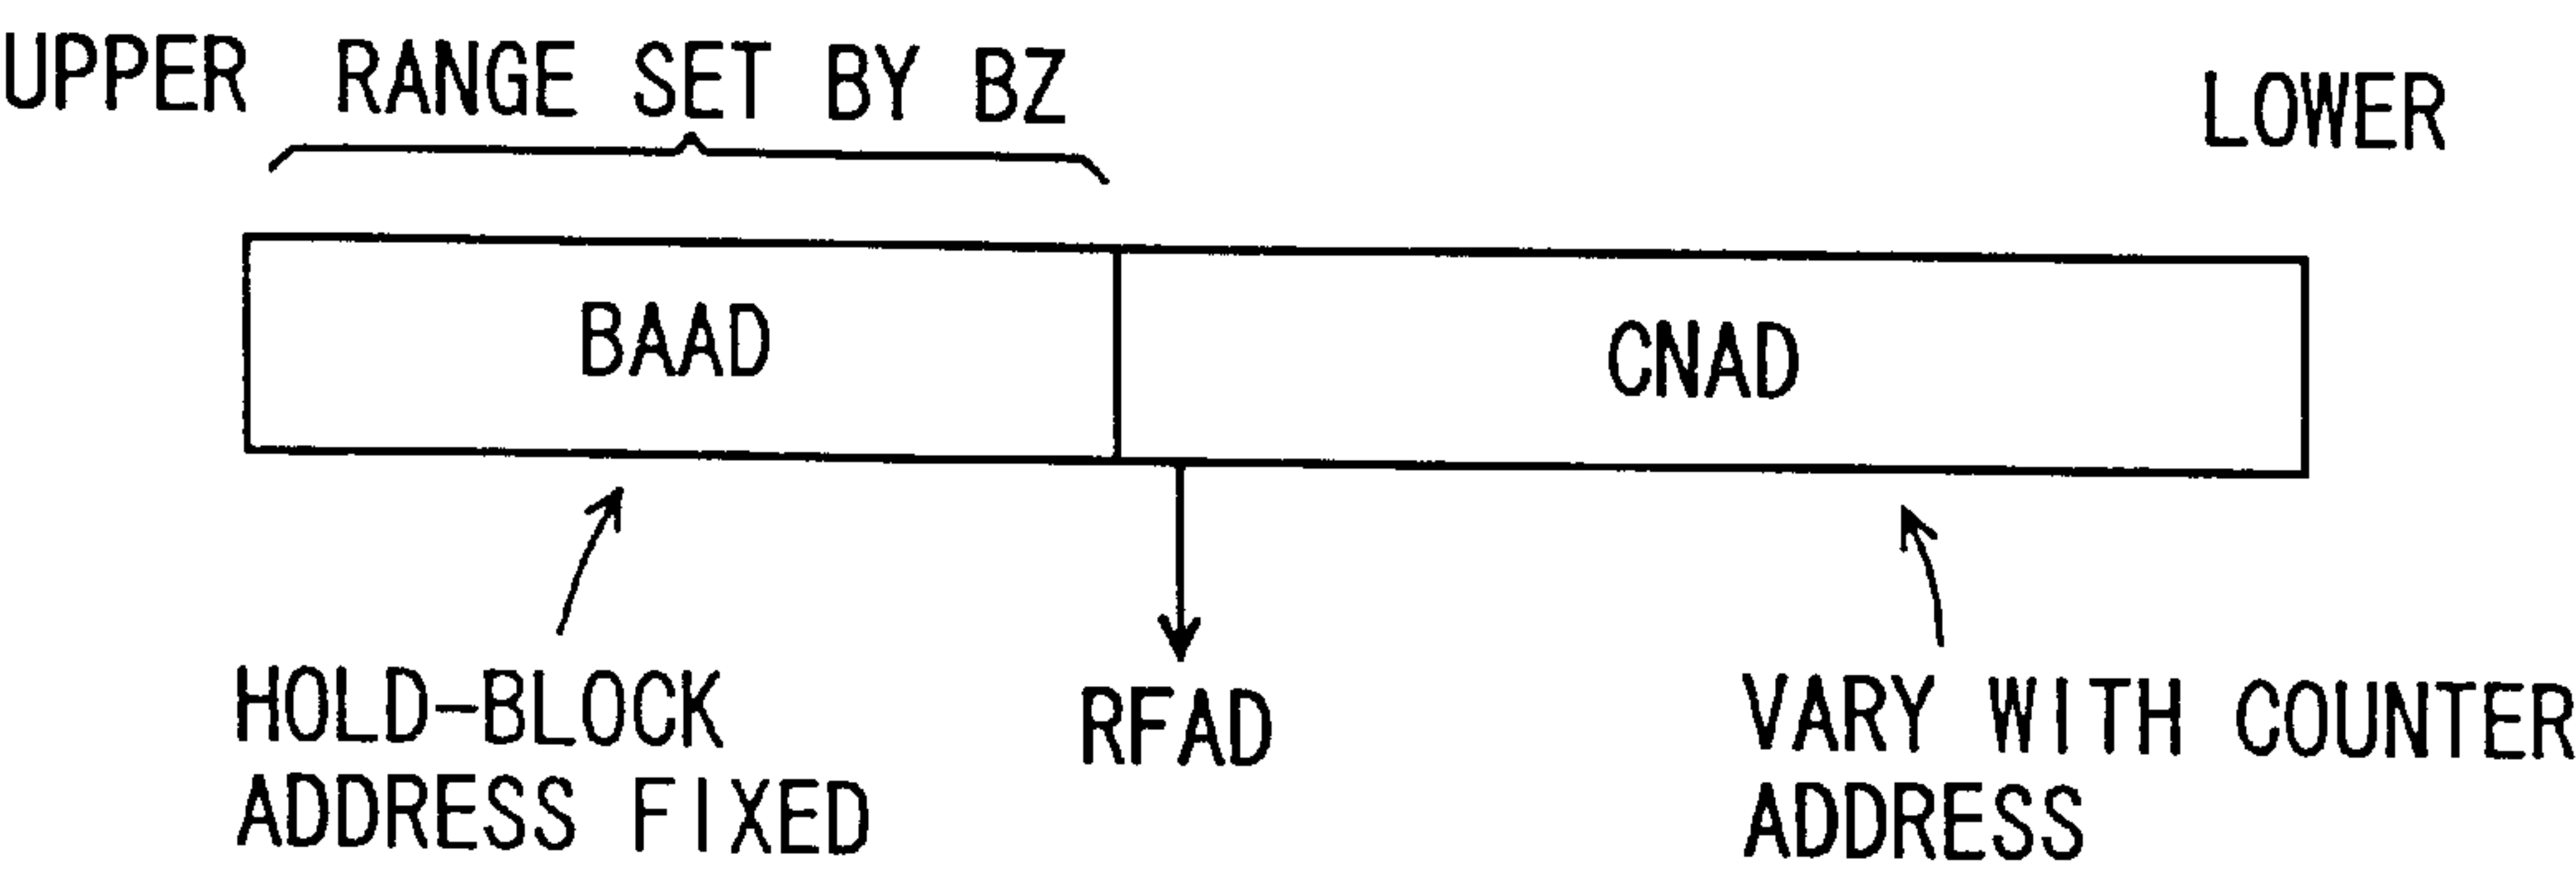 UPPER RANGE SET BY BZ LOWER
BAAD CNAD
HOLD-BLOCK
ADDRESS FIXED
RFAD
VARY WITH COUNTER
ADDRESS